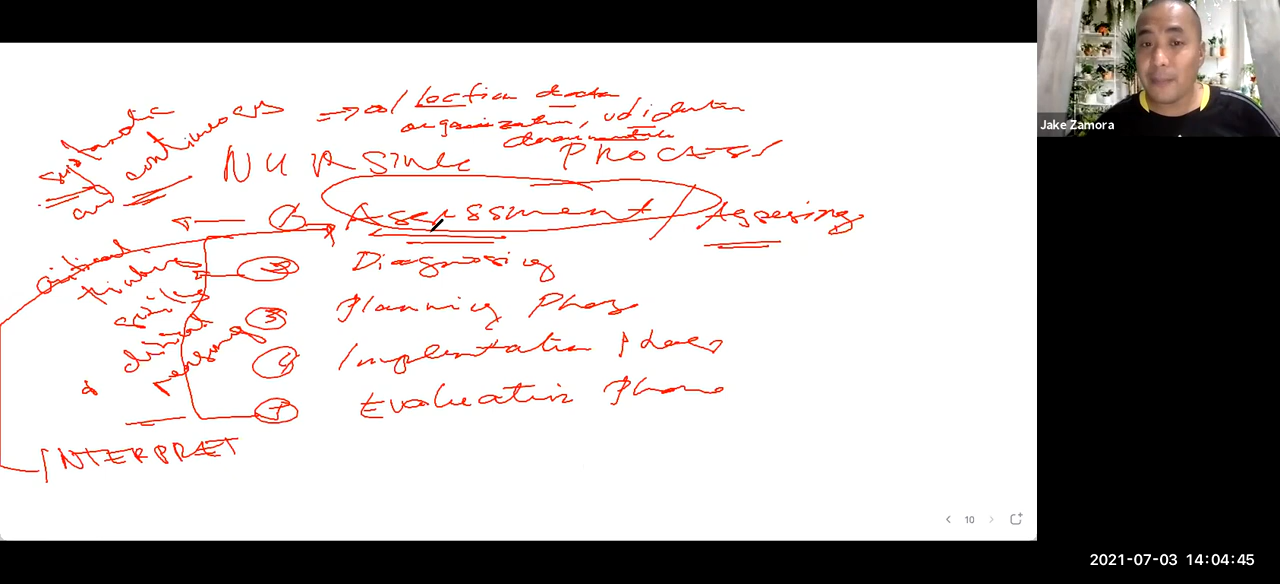 systematic
and continuous
=> collection data
organization, validation
documentation
NURSING PROCESS
① Assessment / Assessing
② Diagnosing
③ Planning Phase
④ Implementation Phase
⑤ Evaluation Phase
critical
thinking
skills
clinical
&
INTERPRET
Jake Zamora
10
2021-07-03 14:04:45